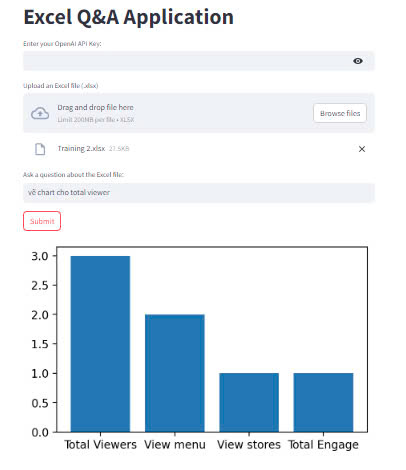 Excel Q&A Application
Enter your OpenAI API Key:
Upload an Excel file (.xlsx)
Drag and drop file here
Limit 200MB per file • XLSX
Browse files
Training 2.xlsx 21.5KB
Ask a question about the Excel file:
vẽ chart cho total viewer
Submit
3.0
2.5
2.0
1.5
1.0
0.5
0.0
Total Viewers View menu View stores Total Engage